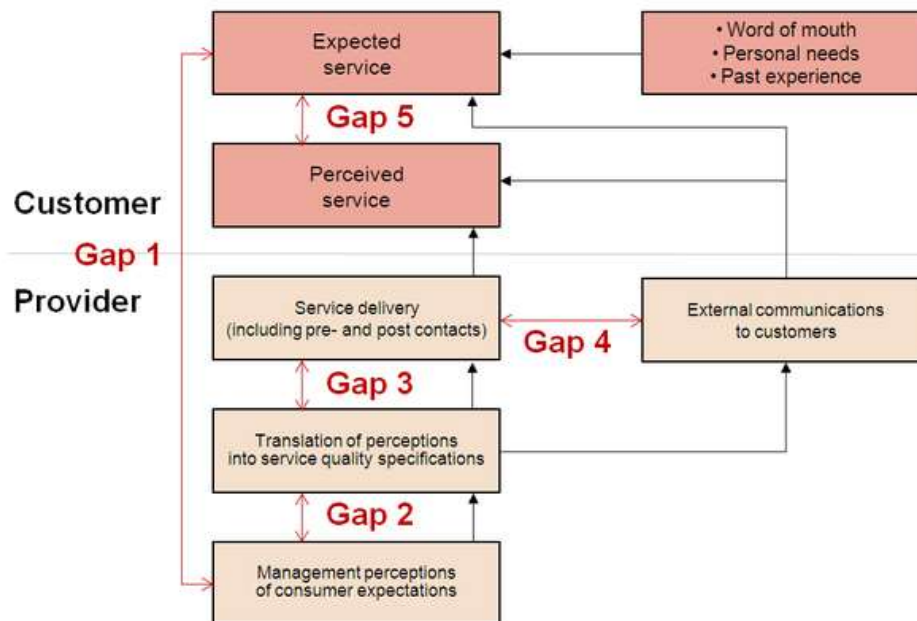 Expected
service
• Word of mouth
• Personal needs
• Past experience
Gap 5
Perceived
service
Customer
Gap 1
Provider
Service delivery
(including pre- and post contacts)
Gap 4
External communications
to customers
Gap 3
Translation of perceptions
into service quality specifications
Gap 2
Management perceptions
of consumer expectations